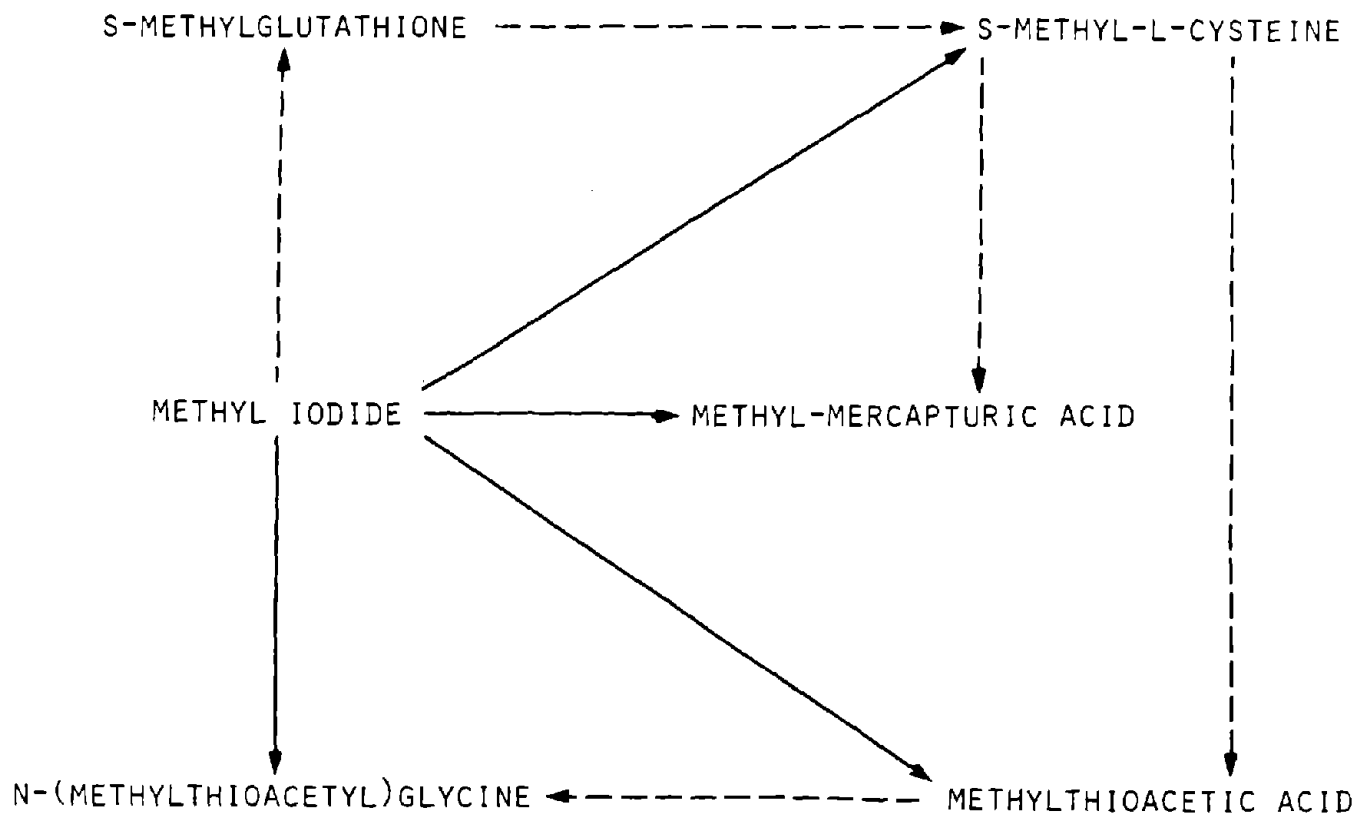 S-METHYLGLUTATHIONE
S-METHYL-L-CYSTEINE
METHYL IODIDE
METHYL-MERCAPTURIC ACID
N-(METHYLTHIOACETYL)GLYCINE
METHYLTHIOACETIC ACID